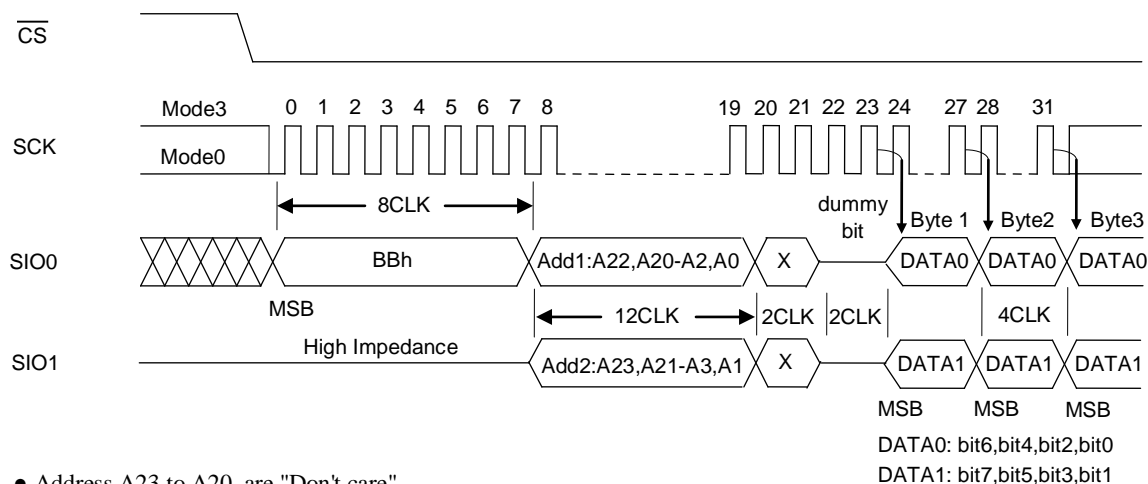 CS
Mode3 0 1 2 3 4 5 6 7 8 19 20 21 22 23 24 27 28 31
SCK
Mode0
8CLK
dummy
bit
Byte 1 Byte2 Byte3
SIO0 BBh Add1:A22,A20-A2,A0 X DATA0 DATA0 DATA0
MSB
12CLK 2CLK 2CLK 4CLK
High Impedance
SIO1 Add2:A23,A21-A3,A1 X DATA1 DATA1 DATA1
MSB MSB MSB
DATA0: bit6,bit4,bit2,bit0
DATA1: bit7,bit5,bit3,bit1
● Address A23 to A20, are "Don't care".